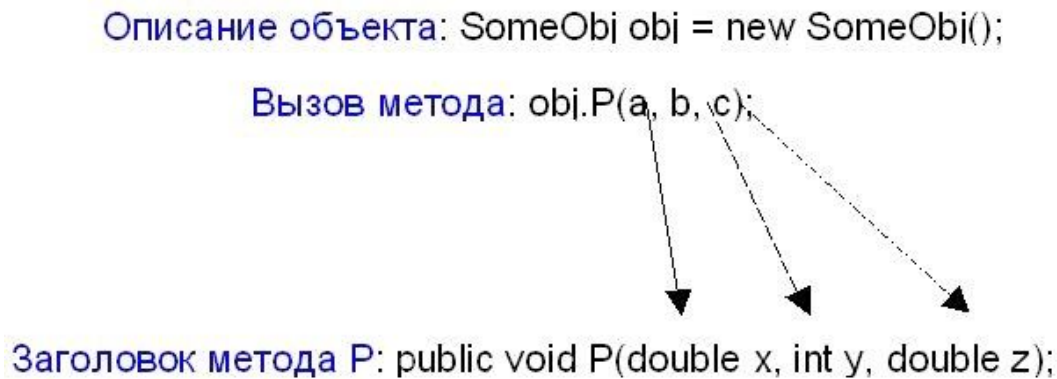 Описание объекта: SomeObj obj = new SomeObj();
Вызов метода: obj.P(a, b, c);
Заголовок метода P: public void P(double x, int y, double z);